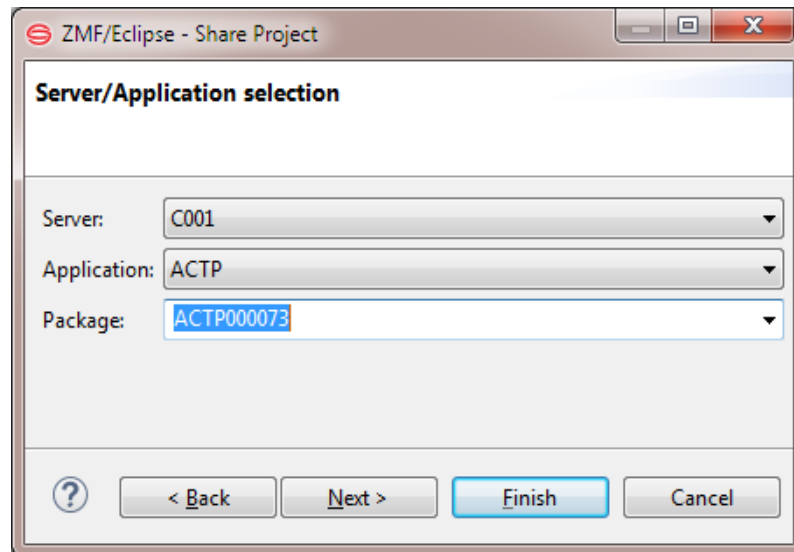 ZMF/Eclipse - Share Project
Server/Application selection
Server: C001
Application: ACTP
Package: ACTP000073
? < Back Next > Finish Cancel